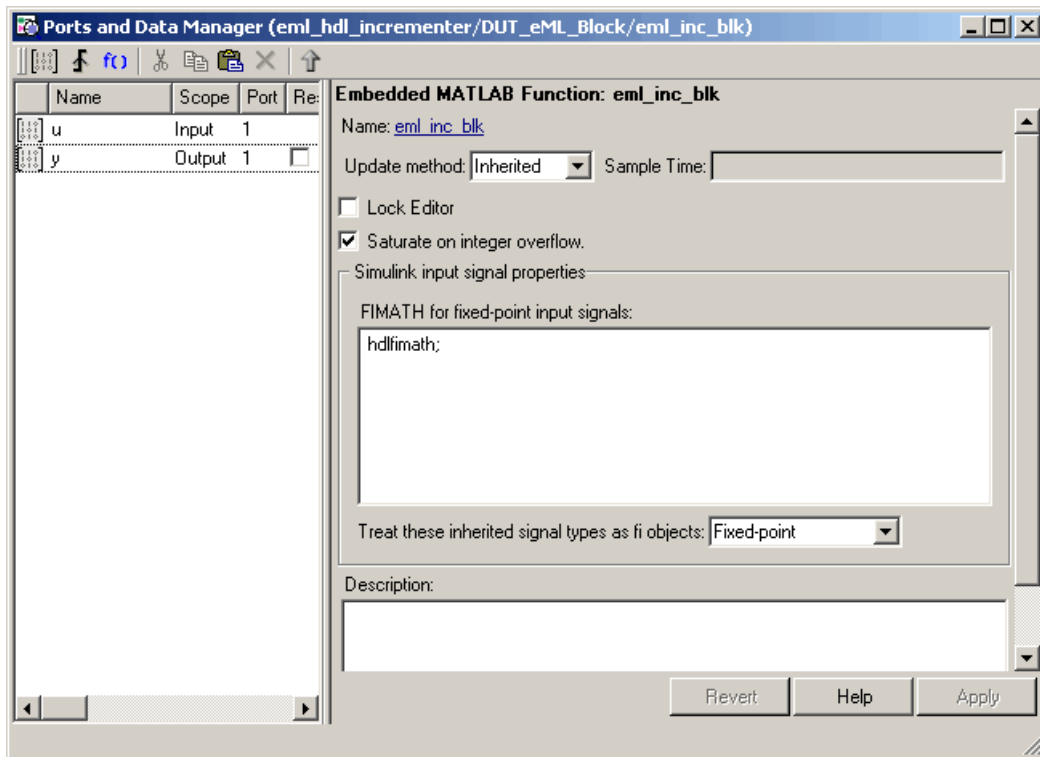 Ports and Data Manager (eml_hdl_incrementer/DUT_eML_Block/eml_inc_blk)
f()
Name Scope Port Re:
u Input 1
y Output 1
Embedded MATLAB Function: eml_inc_blk
Name: eml_inc_blk
Update method: Inherited Sample Time:
Lock Editor
Saturate on integer overflow.
Simulink input signal properties
FIMATH for fixed-point input signals:
hdlfimath;
Treat these inherited signal types as fi objects: Fixed-point
Description:
Revert Help Apply